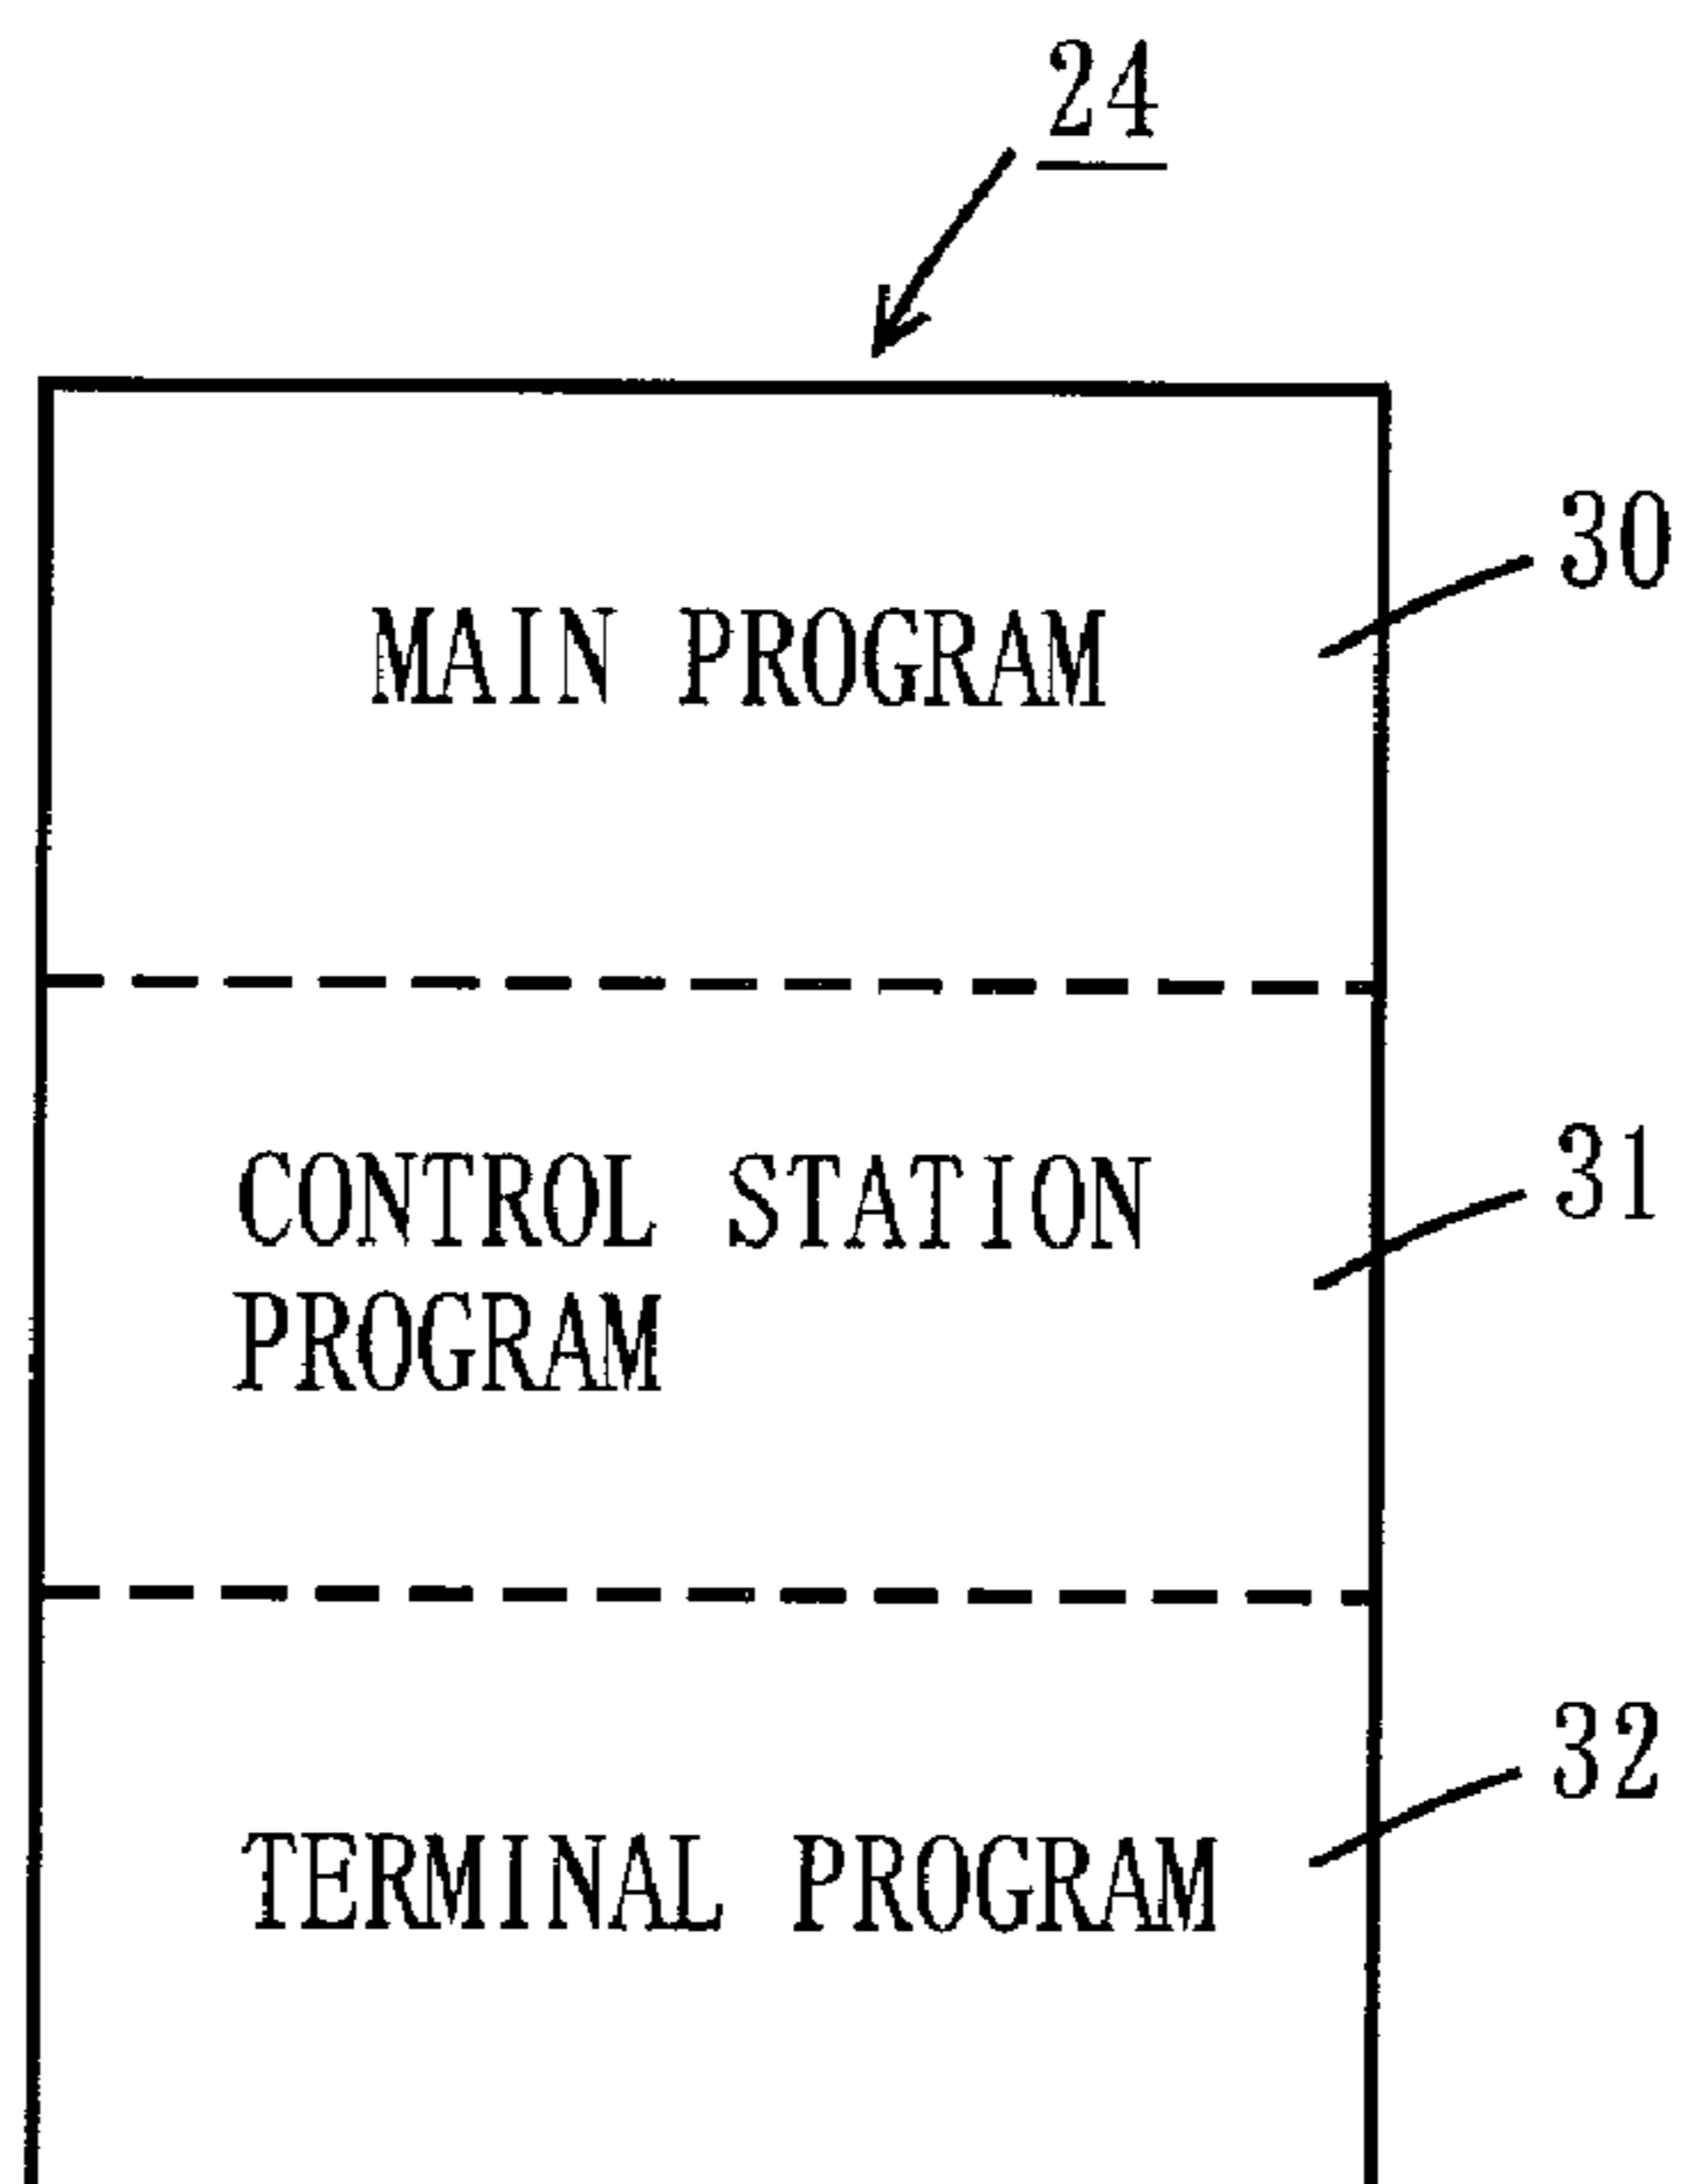 24
30
MAIN PROGRAM
31
CONTROL STATION
PROGRAM
32
TERMINAL PROGRAM